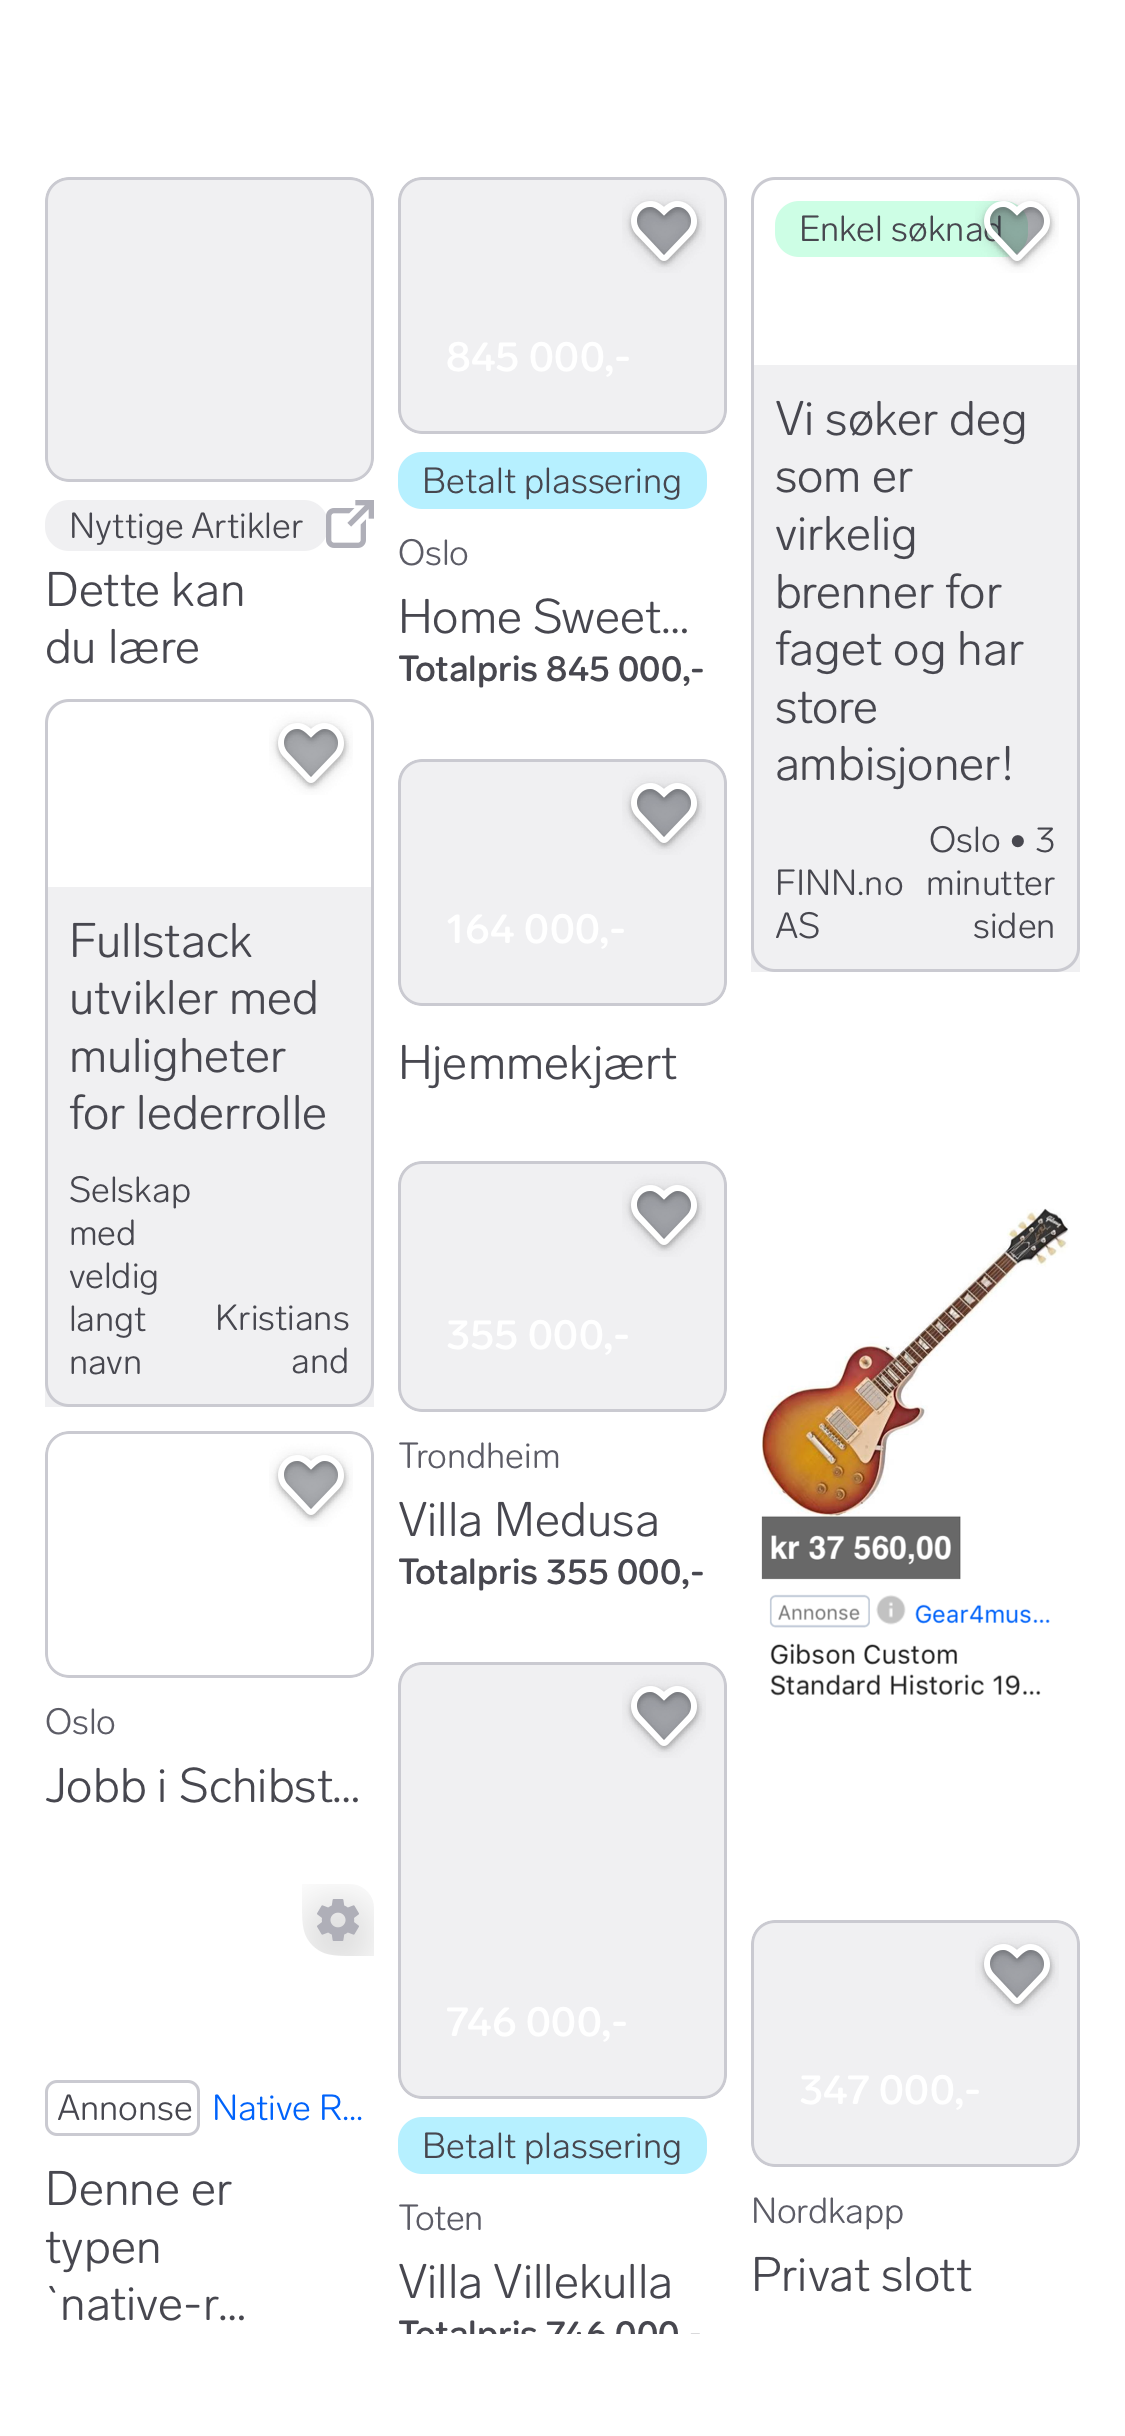 Nyttige Artikler
Dette kan
du lære
Fullstack
utvikler med
muligheter
for lederrolle
Selskap
med
veldig
langt
navn
Kristians
and
Oslo
Jobb i Schibst...
Annonse
Native R...
Denne er
typen
`native-r...
845 000,-
Betalt plassering
Oslo
Home Sweet...
Totalpris 845 000,-
164 000,-
Hjemmekjært
355 000,-
Trondheim
Villa Medusa
Totalpris 355 000,-
746 000,-
Betalt plassering
Toten
Villa Villekulla
Totalpris 746 000,-
Enkel søknad
Vi søker deg
som er
virkelig
brenner for
faget og har
store
ambisjoner!
FINN.no
AS
Oslo • 3
minutter
siden
kr 37 560,00
Annonse
Gear4mus...
Gibson Custom
Standard Historic 19...
347 000,-
Nordkapp
Privat slott